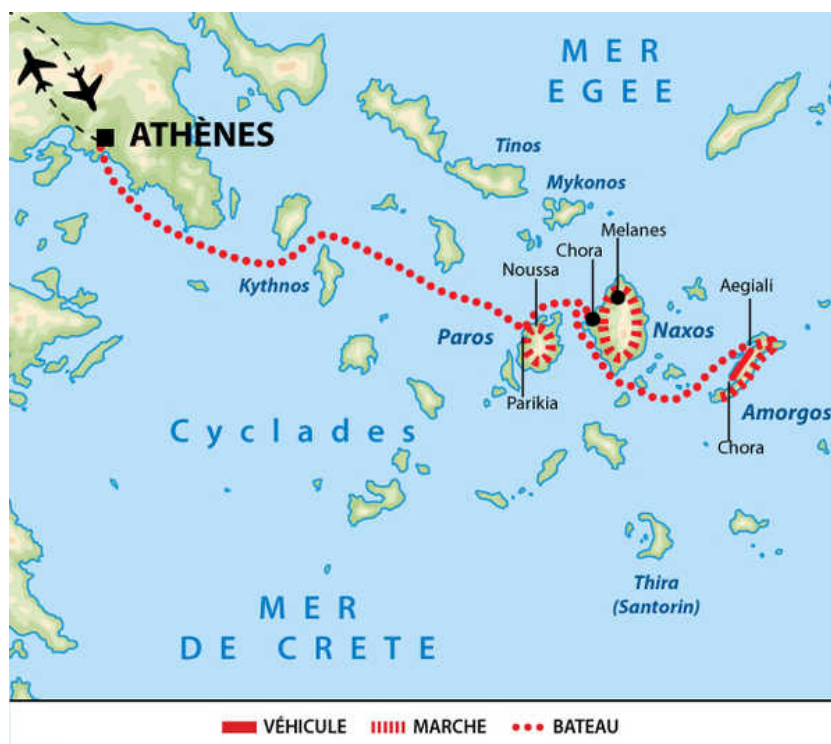 MER
EGEE
ATHÈNES
Tinos
Mykonos
Melanes
Chora
Noussa
Aegiali
Kythnos
Paros
Naxos
Parikia
Amorgos
Cyclades
Chora
Thira
(Santorin)
MER
DE CRETE
VÉHICULE MARCHE BATEAU